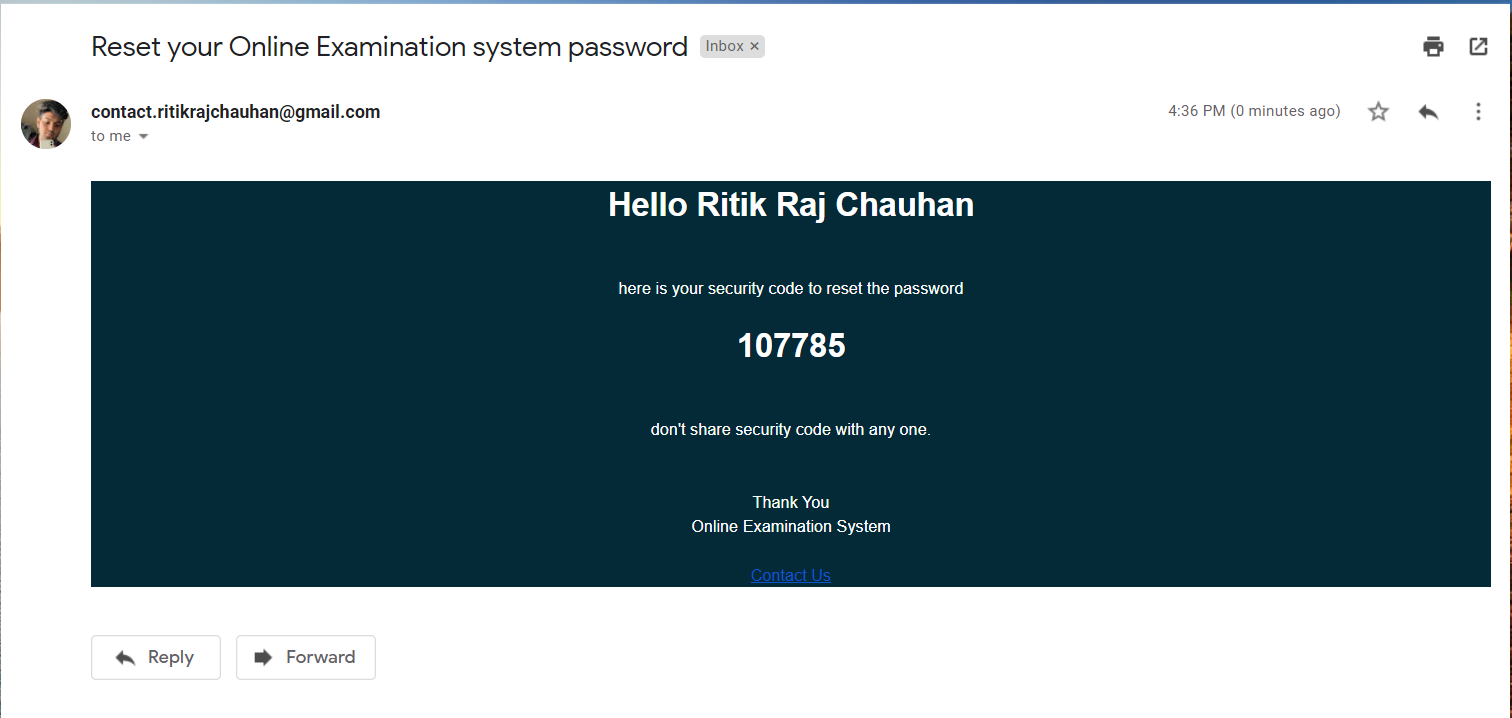 Reset your Online Examination system password Inbox ×
contact.ritikrajchauhan@gmail.com 4:36 PM (0 minutes ago)
to me
Hello Ritik Raj Chauhan
here is your security code to reset the password
107785
don't share security code with any one.
Thank You
Online Examination System
Contact Us
Reply Forward